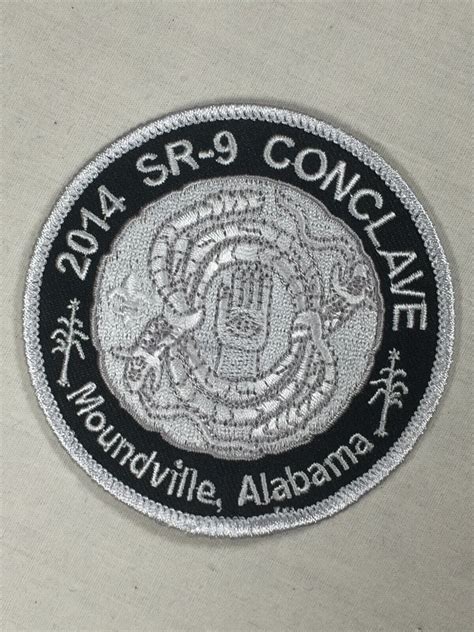 2014 SR-9 CONCLAVE
Moundville, Alabama